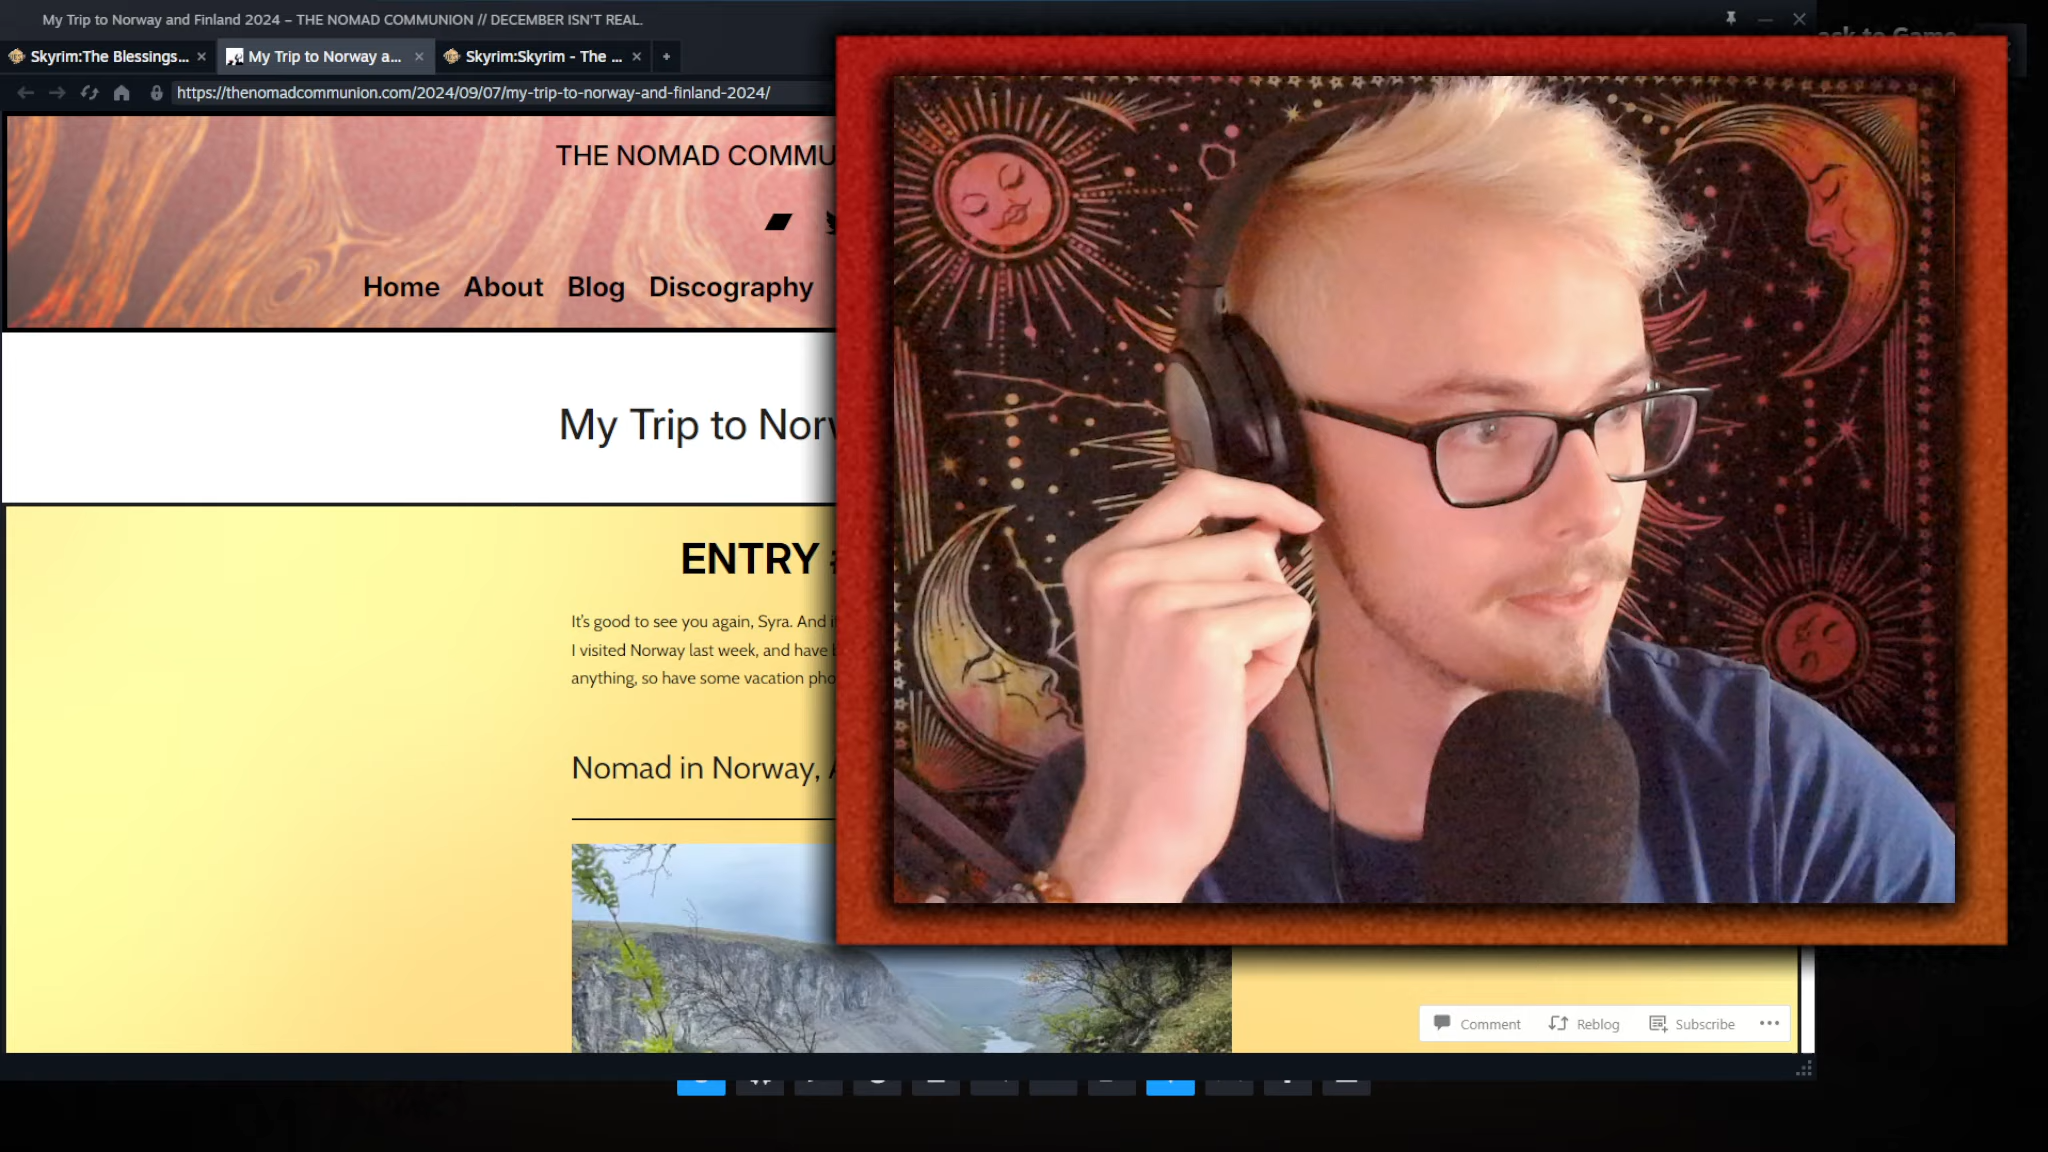 My Trip to Norway and Finland 2024 – THE NOMAD COMMUNION // DECEMBER ISN'T REAL.
Skyrim:The Blessings...
My Trip to Norway a...
Skyrim:Skyrim - The ...
https://thenomadcommunion.com/2024/09/07/my-trip-to-norway-and-finland-2024/
THE NOMAD COMMU
Home About Blog Discography
My Trip to Norw
ENTRY
It's good to see you again, Syra. And
I visited Norway last week, and have
anything, so have some vacation pho
Nomad in Norway,
Comment Reblog Subscribe